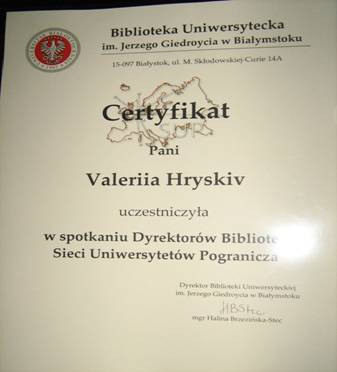 Biblioteka Uniwersytecka
im. Jerzego Giedroycia w Białymstoku
15-097 Białystok, ul. M. Skłodowskiej-Curie 14A
Certyfikat
Pani
Valeriia Hryskiv
uczestniczyła
w spotkaniu Dyrektorów Bibliote
Sieci Uniwersytetów Pogranicza
Dyrektor Biblioteki Uniwersyteckiej
im. Jerzego Giedroycia w Białymstoku
HBStec
mgr Halina Brzezińska-Stec